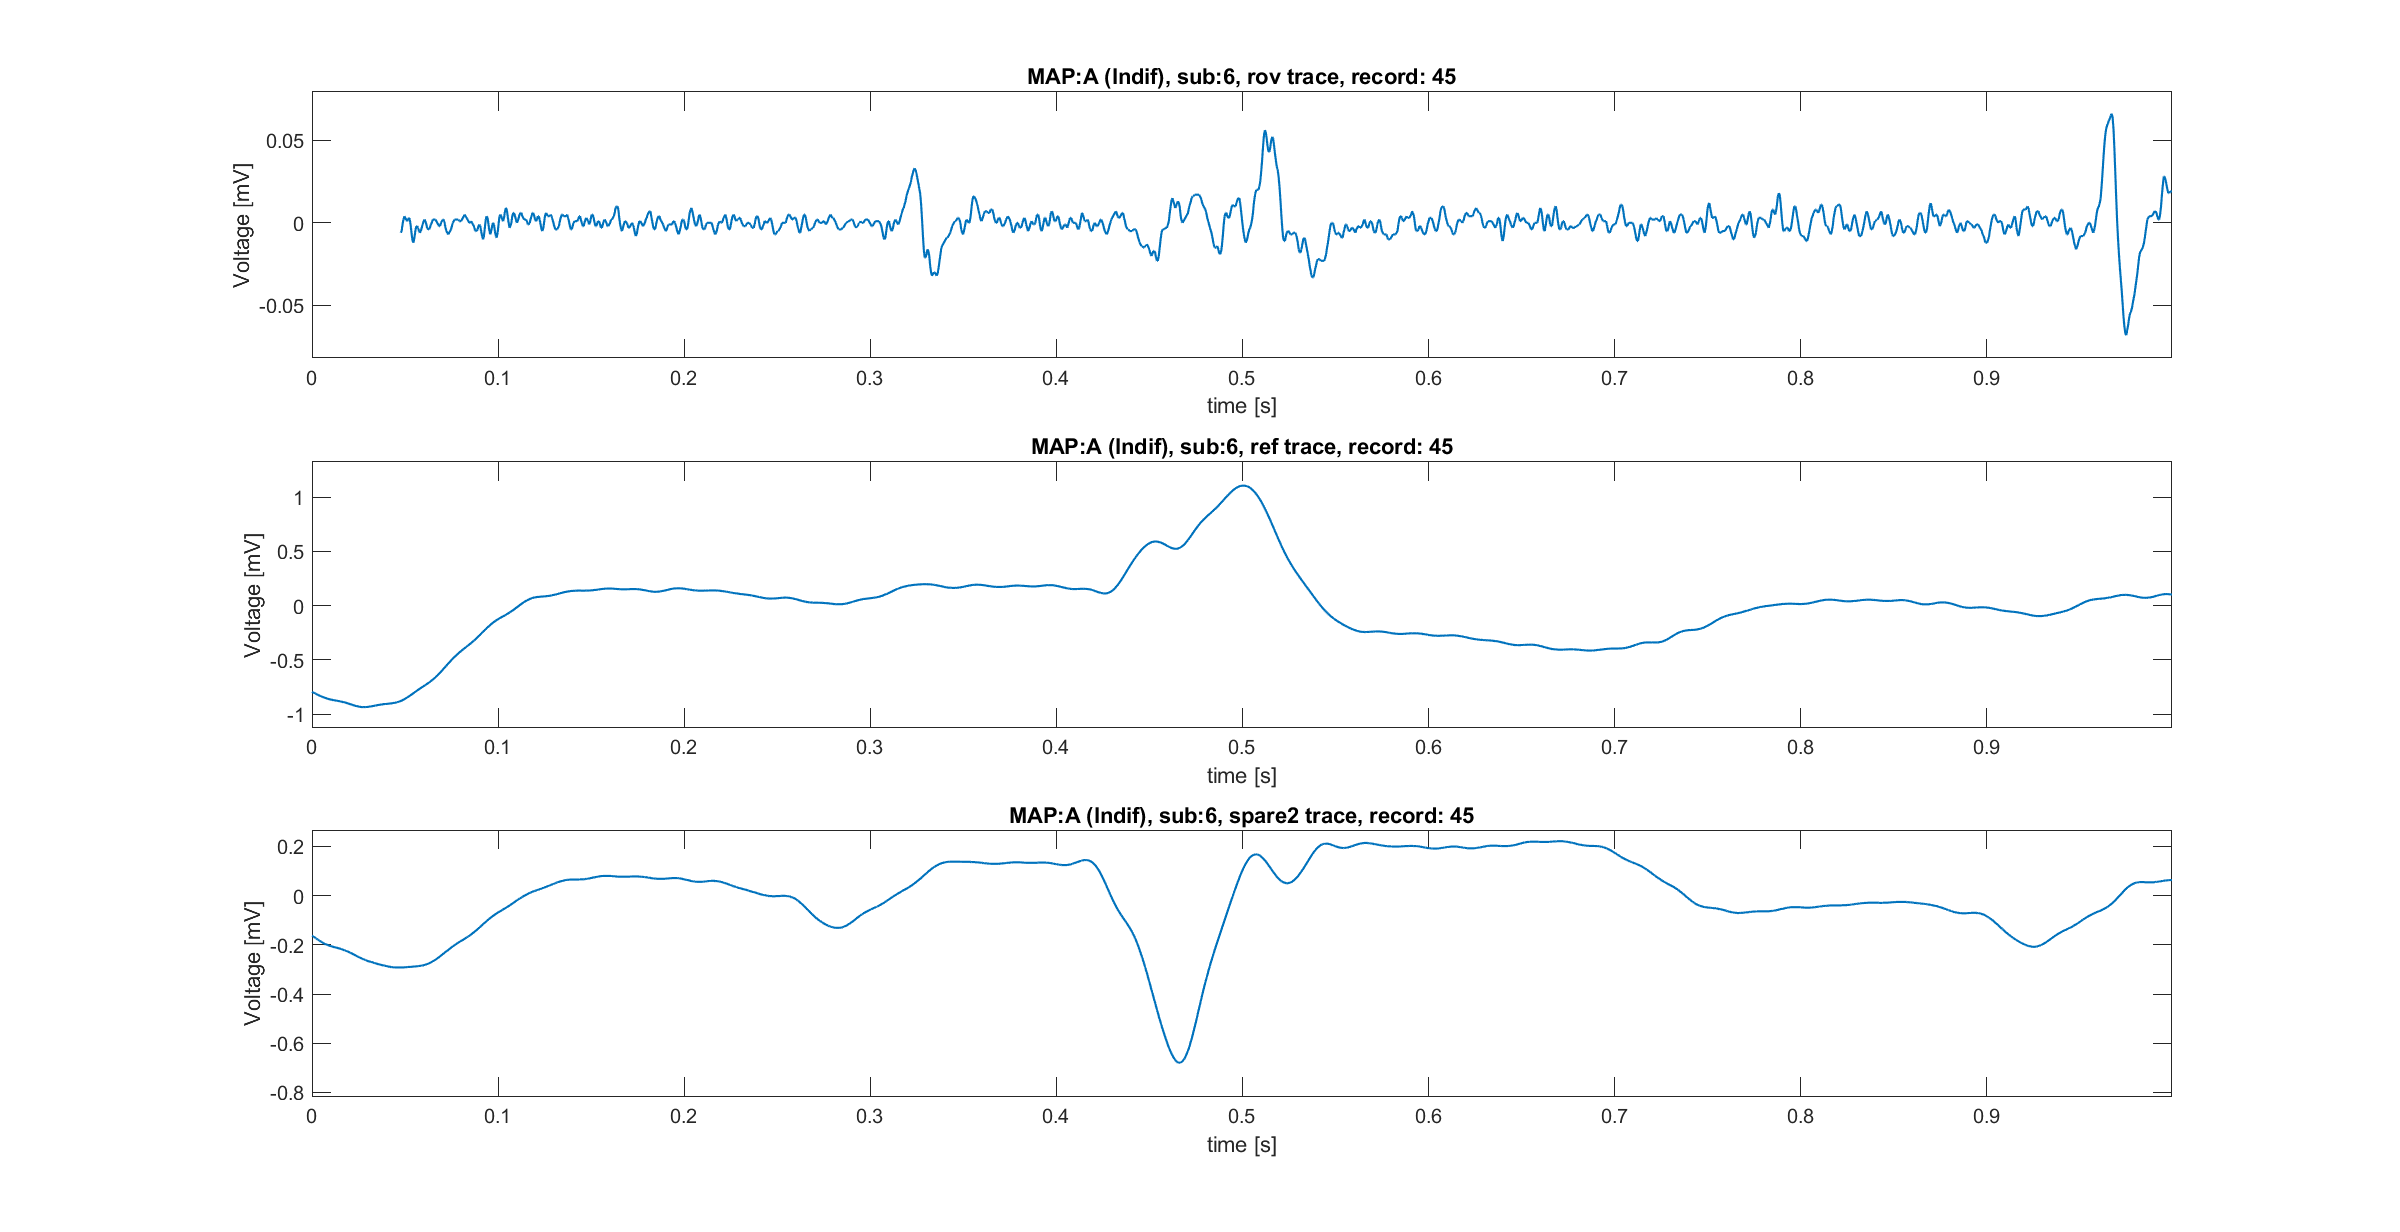 MAP:A (Indif), sub:6, rov trace, record: 45
Voltage [mV]
0.05
0
-0.05
0 0.1 0.2 0.3 0.4 0.5 0.6 0.7 0.8 0.9
time [s]
MAP:A (Indif), sub:6, ref trace, record: 45
Voltage [mV]
1
0.5
0
-0.5
-1
0 0.1 0.2 0.3 0.4 0.5 0.6 0.7 0.8 0.9
time [s]
MAP:A (Indif), sub:6, spare2 trace, record: 45
Voltage [mV]
0.2
0
-0.2
-0.4
-0.6
-0.8
0 0.1 0.2 0.3 0.4 0.5 0.6 0.7 0.8 0.9
time [s]